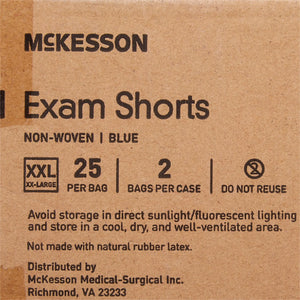 McKESSON
Exam Shorts
NON-WOVEN | BLUE
XXL
XX-LARGE
25
PER BAG
2
BAGS PER CASE
2
DO NOT REUSE
Avoid storage in direct sunlight/fluorescent lighting
and store in a cool, dry, and well-ventilated area.
Not made with natural rubber latex.
Distributed by
McKesson Medical-Surgical Inc.
Richmond, VA 23233